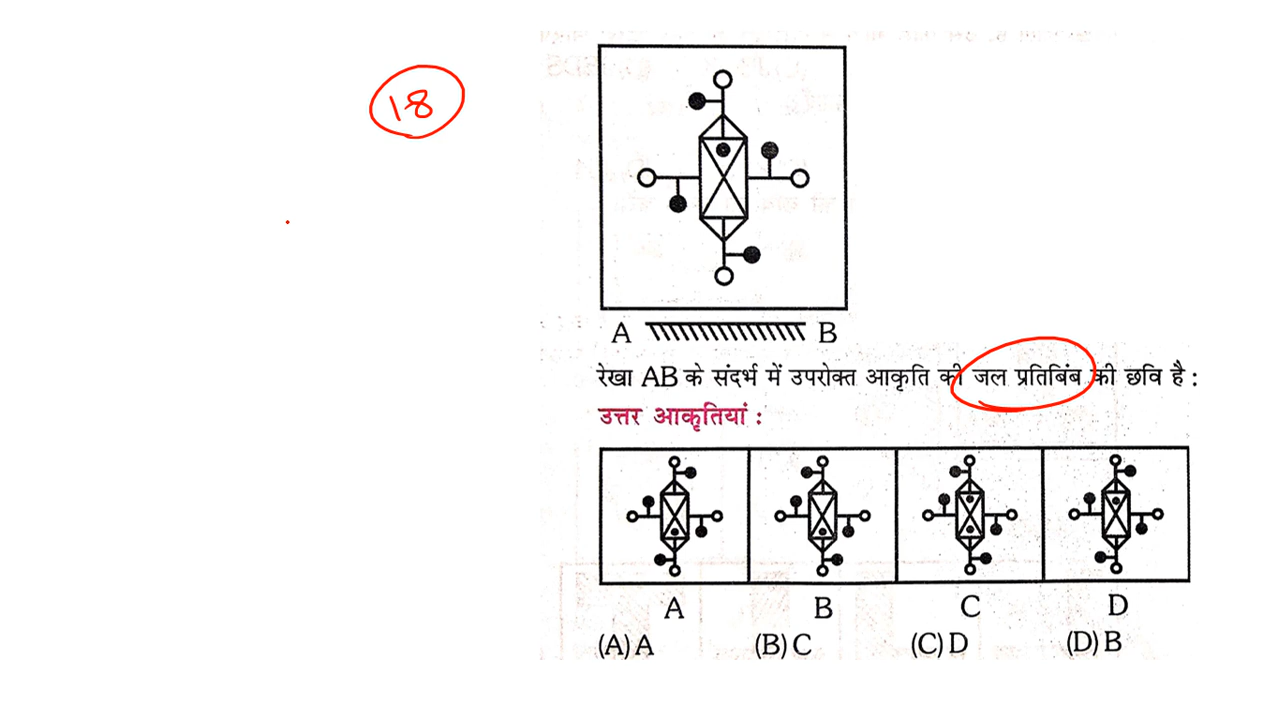 18
A B
रेखा AB के संदर्भ में उपरोक्त आकृति की जल प्रतिबिंब की छवि है :
उत्तर आकृतियां :
A B C D
(A) A (B) C (C) D (D) B